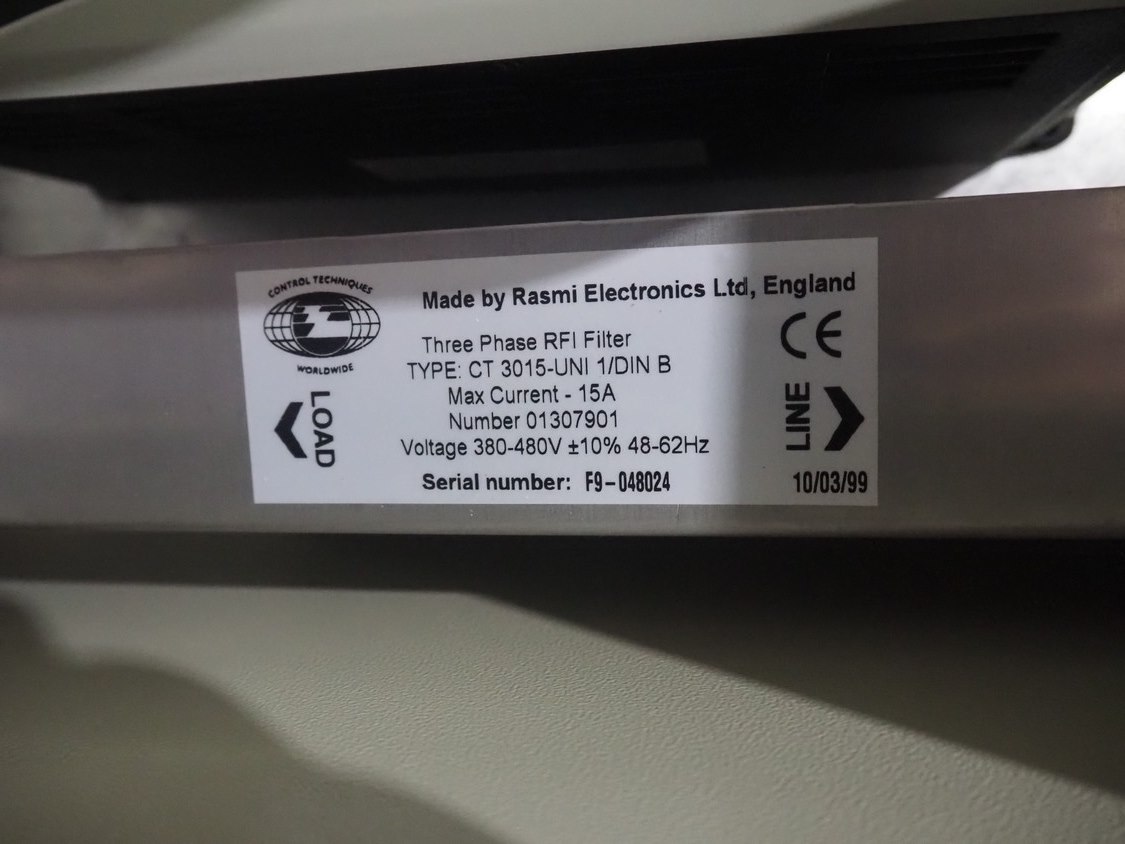 CONTROL TECHNIQUES
WORLDWIDE
Made by Rasmi Electronics Ltd, England
Three Phase RFI Filter
TYPE: CT 3015-UNI 1/DIN B
Max Current - 15A
Number 01307901
Voltage 380-480V ±10% 48-62Hz
Serial number: F9-048024
LOAD
CE
LINE
10/03/99